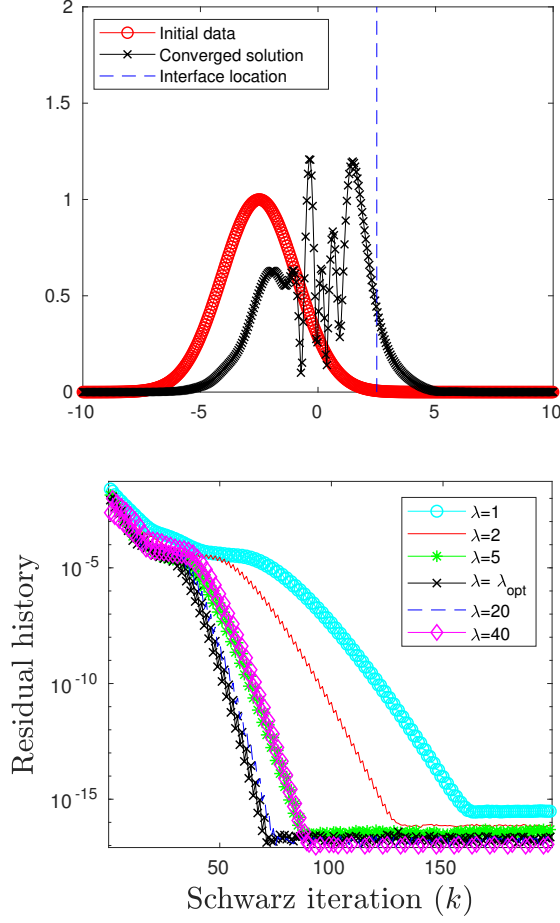 2
1.5
1
0.5
0
-10
-5
0
5
10
Initial data
Converged solution
Interface location
Residual history
10^-5
10^-10
10^-15
50
100
150
λ=1
λ=2
λ=5
λ= λ_opt
λ=20
λ=40
Schwarz iteration (k)